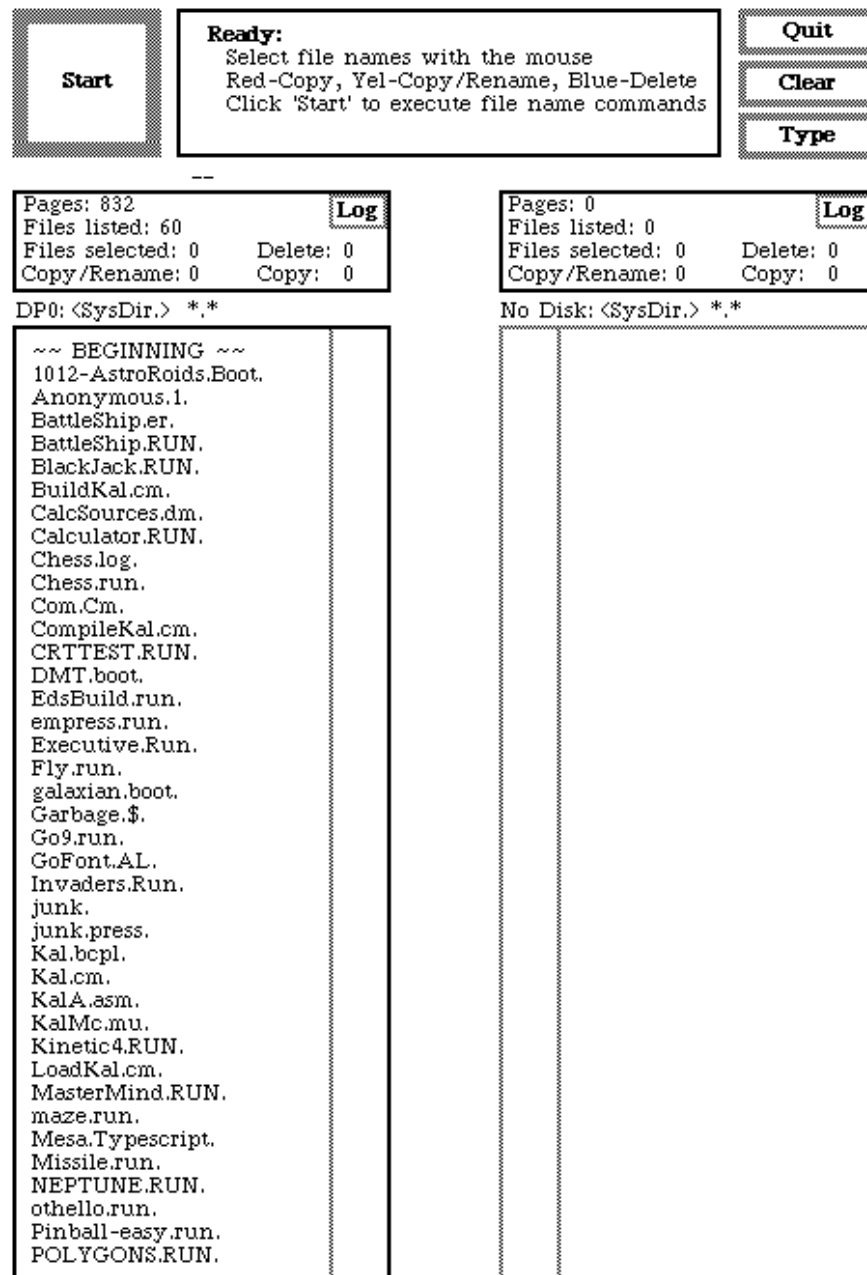 Start
Ready:
Select file names with the mouse
Red-Copy, Yel-Copy/Rename, Blue-Delete
Click 'Start' to execute file name commands
Quit
Clear
Type
--
Pages: 832
Log
Files listed: 60
Files selected: 0 Delete: 0
Copy/Rename: 0 Copy: 0
DP0: <SysDir.> *.*
~~ BEGINNING ~~
1012-AstroRoids.Boot.
Anonymous.1.
BattleShip.er.
BattleShip.RUN.
BlackJack.RUN.
BuildKal.cm.
CalcSources.dm.
Calculator.RUN.
Chess.log.
Chess.run.
Com.Cm.
CompileKal.cm.
CRTTEST.RUN.
DMT.boot.
EdsBuild.run.
empress.run.
Executive.Run.
Fly.run.
galaxian.boot.
Garbage.$.
Go9.run.
GoFont.AL.
Invaders.Run.
junk.
junk.press.
Kal.bcpl.
Kal.cm.
KalA.asm.
KalMc.mu.
Kinetic4.RUN.
LoadKal.cm.
MasterMind.RUN.
maze.run.
Mesa.Typescript.
Missile.run.
NEPTUNE.RUN.
othello.run.
Pinball-easy.run.
POLYGONS.RUN.
Pages: 0
Log
Files listed: 0
Files selected: 0 Delete: 0
Copy/Rename: 0 Copy: 0
No Disk: <SysDir.> *.*